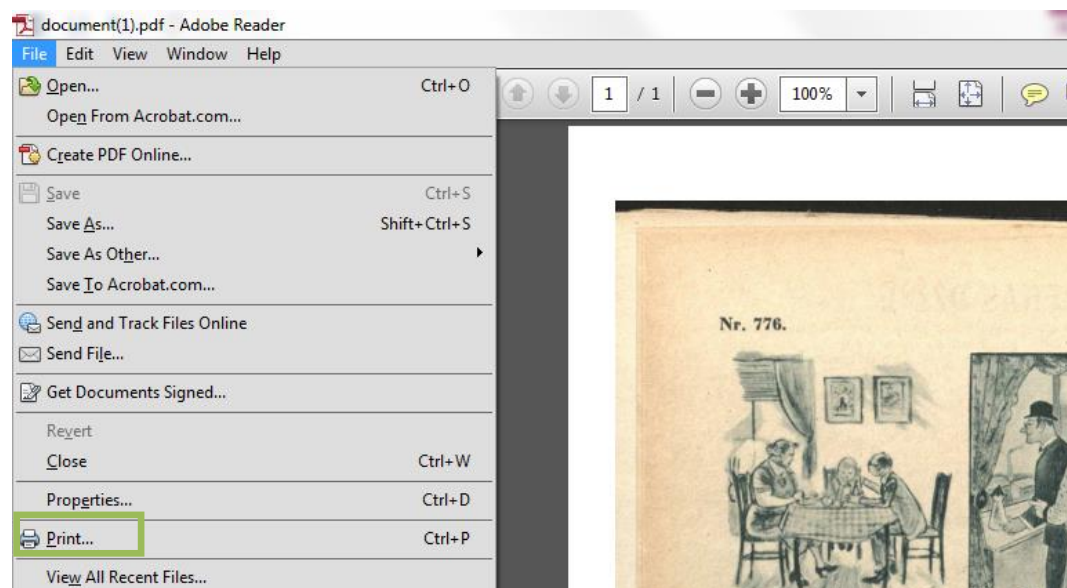 document(1).pdf - Adobe Reader
File Edit View Window Help
Open... Ctrl+O
Open From Acrobat.com...
Create PDF Online...
Save Ctrl+S
Save As... Shift+Ctrl+S
Save As Other...
Save To Acrobat.com...
Send and Track Files Online
Send File...
Get Documents Signed...
Revert
Close Ctrl+W
Properties... Ctrl+D
Print... Ctrl+P
View All Recent Files...
1 / 1 100%
Nr. 776.